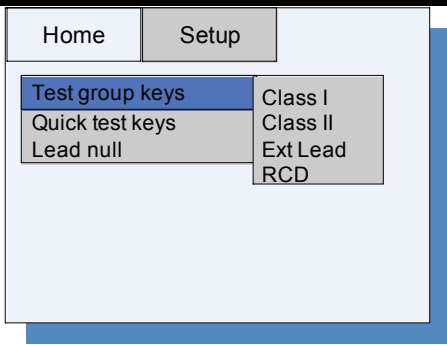 Home Setup
Test group keys
Quick test keys
Lead null
Class I
Class II
Ext Lead
RCD